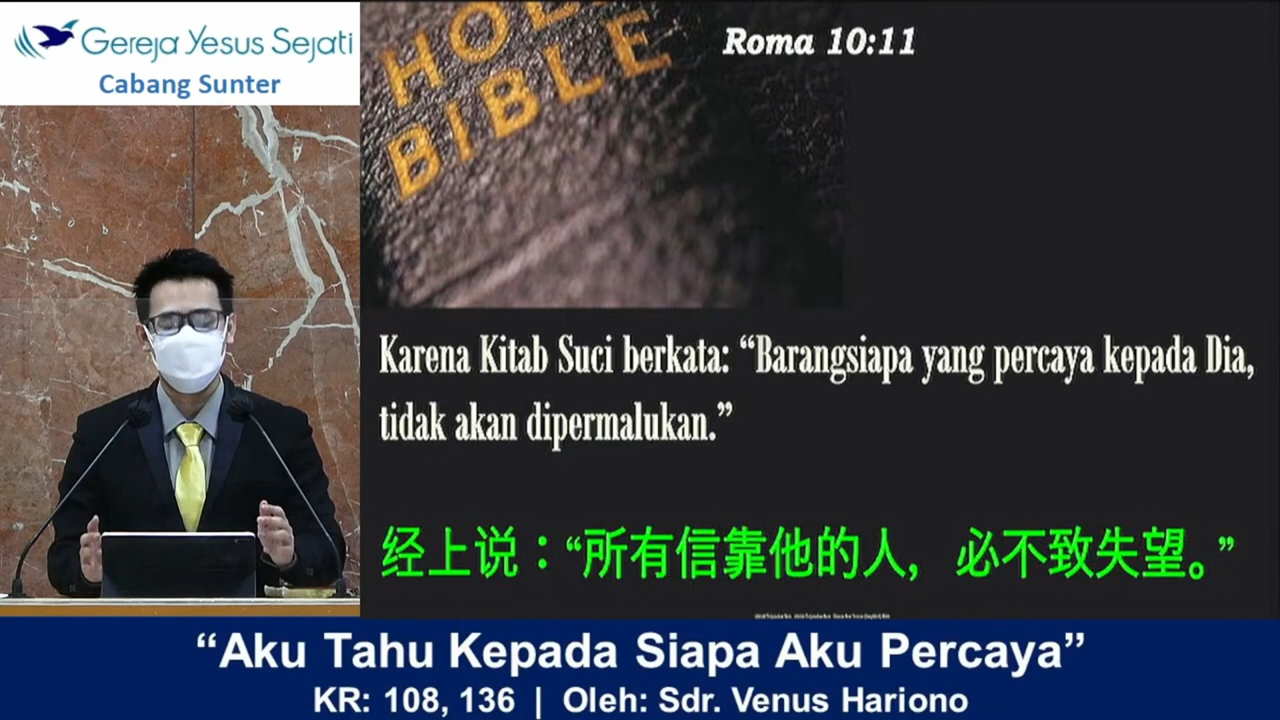 Gereja Yesus Sejati
Cabang Sunter
HOLY
BIBLE
Roma 10:11
Karena Kitab Suci berkata: “Barangsiapa yang percaya kepada Dia,
tidak akan dipermalukan.”
经上说：“所有信靠他的人，必不致失望。”
“Aku Tahu Kepada Siapa Aku Percaya”
KR: 108, 136 | Oleh: Sdr. Venus Hariono